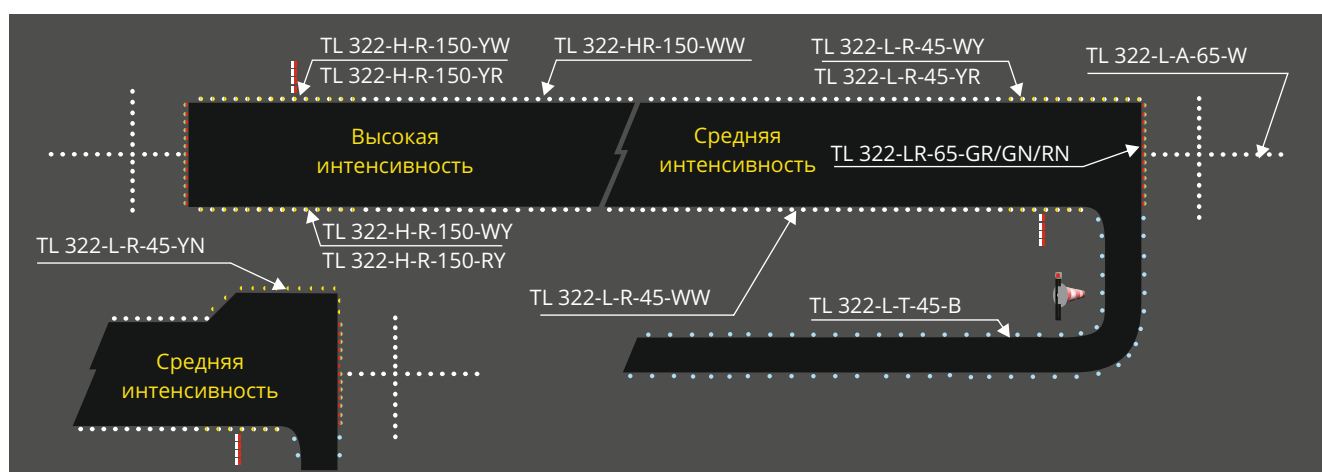 TL 322-H-R-150-YW
TL 322-H-R-150-YR
TL 322-HR-150-WW
TL 322-L-R-45-WY
TL 322-L-R-45-YR
TL 322-L-A-65-W
Высокая
интенсивность
Средняя
интенсивность
TL 322-LR-65-GR/GN/RN
TL 322-H-R-150-WY
TL 322-H-R-150-RY
TL 322-L-R-45-YN
TL 322-L-R-45-WW
TL 322-L-T-45-B
Средняя
интенсивность